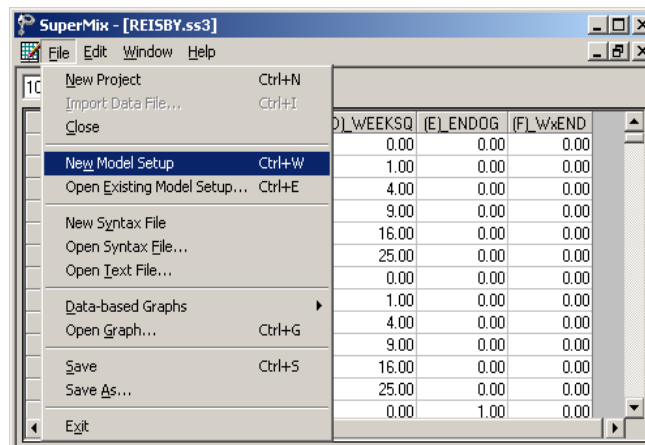 SuperMix - [REISBY.ss3]
File Edit Window Help
New Project Ctrl+N
Import Data File... Ctrl+I
Close
New Model Setup Ctrl+W
Open Existing Model Setup... Ctrl+E
New Syntax File
Open Syntax File...
Open Text File...
Data-based Graphs
Open Graph... Ctrl+G
Save Ctrl+S
Save As...
Exit
10
D)_WEEKSQ (E)_ENDOG (F)_WxEND
0.00 0.00 0.00
1.00 0.00 0.00
4.00 0.00 0.00
9.00 0.00 0.00
16.00 0.00 0.00
25.00 0.00 0.00
0.00 0.00 0.00
1.00 0.00 0.00
4.00 0.00 0.00
9.00 0.00 0.00
16.00 0.00 0.00
25.00 0.00 0.00
0.00 1.00 0.00